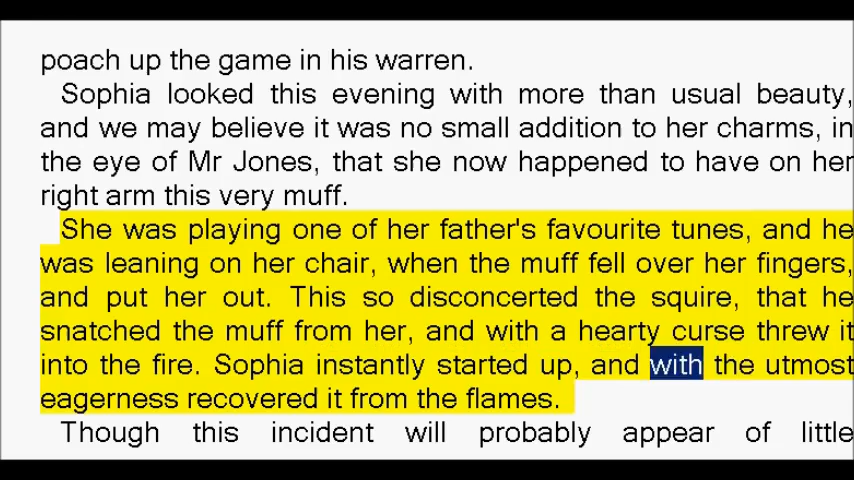 poach up the game in his warren.
Sophia looked this evening with more than usual beauty,
and we may believe it was no small addition to her charms, in
the eye of Mr Jones, that she now happened to have on her
right arm this very muff.
She was playing one of her father's favourite tunes, and he
was leaning on her chair, when the muff fell over her fingers,
and put her out. This so disconcerted the squire, that he
snatched the muff from her, and with a hearty curse threw it
into the fire. Sophia instantly started up, and with the utmost
eagerness recovered it from the flames.
Though this incident will probably appear of little